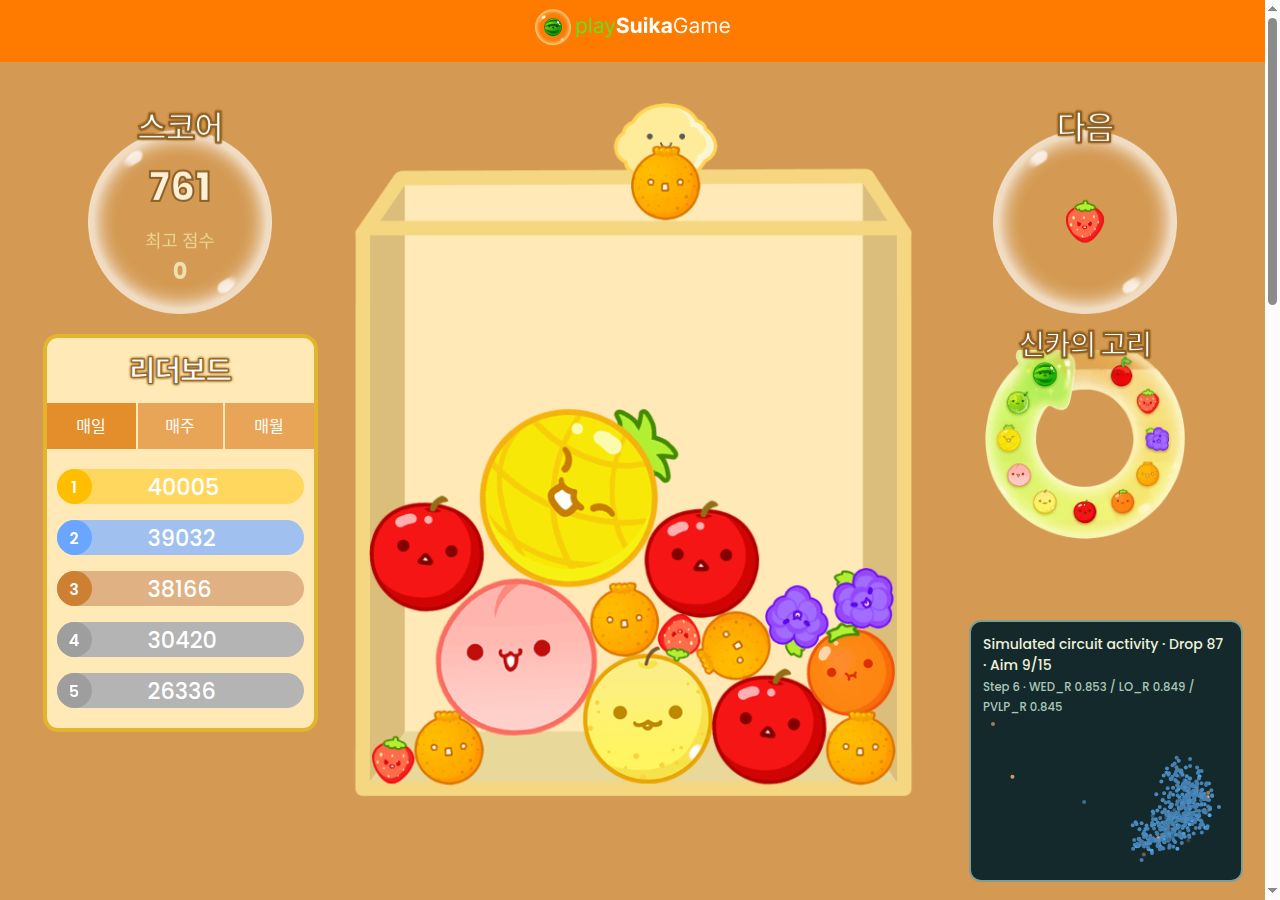 playSuikaGame
스코어
761
최고 점수
0
다음
신카의 고리
리더보드
매일 매주 매월
1 40005
2 39032
3 38166
4 30420
5 26336
Simulated circuit activity · Drop 87
· Aim 9/15
Step 6 · WED_R 0.853 / LO_R 0.849 /
PVLP_R 0.845